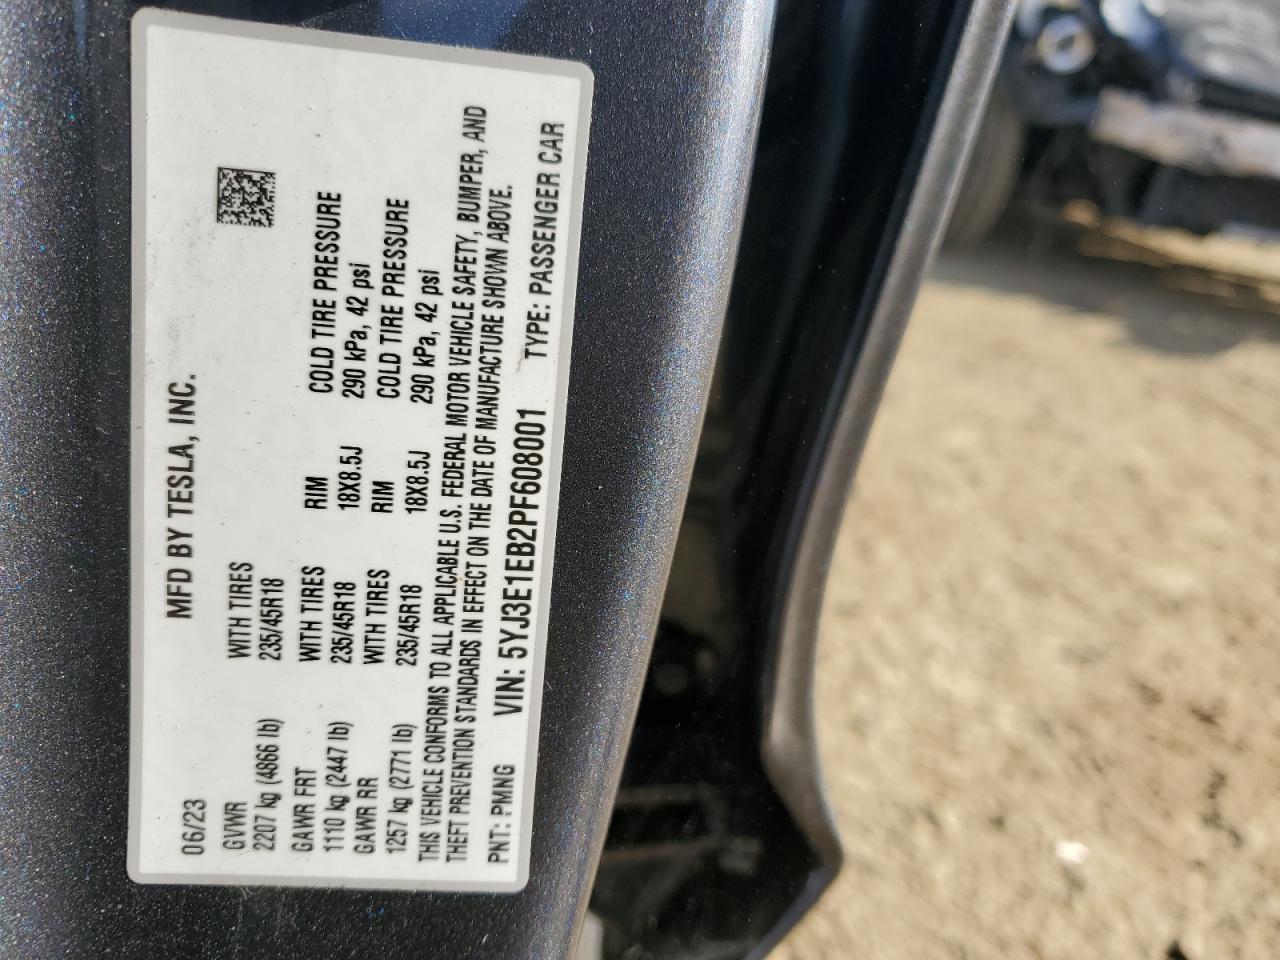 MFD BY TESLA, INC.
06/23
GVWR WITH TIRES
2207 kg (4866 lb) 235/45R18
GAWR FRT WITH TIRES RIM COLD TIRE PRESSURE
1110 kg (2447 lb) 235/45R18 18X8.5J 290 kPa, 42 psi
GAWR RR WITH TIRES RIM COLD TIRE PRESSURE
1257 kg (2771 lb) 235/45R18 18X8.5J 290 kPa, 42 psi
THIS VEHICLE CONFORMS TO ALL APPLICABLE U.S. FEDERAL MOTOR VEHICLE SAFETY, BUMPER, AND
THEFT PREVENTION STANDARDS IN EFFECT ON THE DATE OF MANUFACTURE SHOWN ABOVE.
PNT: PMNG VIN: 5YJ3E1EB2PF608001 TYPE: PASSENGER CAR